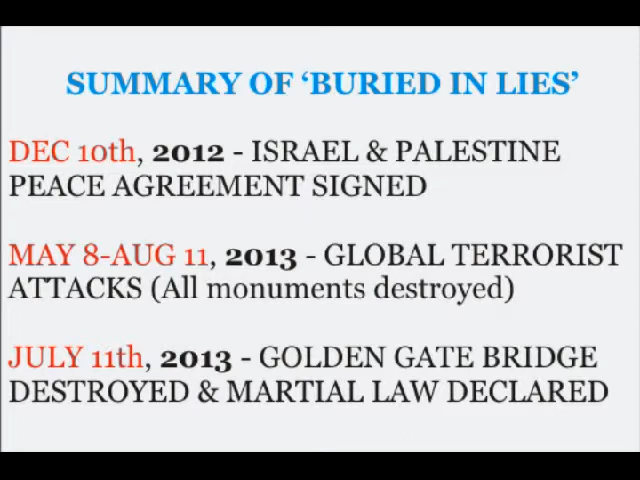 SUMMARY OF ‘BURIED IN LIES’
DEC 10th, 2012 - ISRAEL & PALESTINE
PEACE AGREEMENT SIGNED
MAY 8-AUG 11, 2013 - GLOBAL TERRORIST
ATTACKS (All monuments destroyed)
JULY 11th, 2013 - GOLDEN GATE BRIDGE
DESTROYED & MARTIAL LAW DECLARED